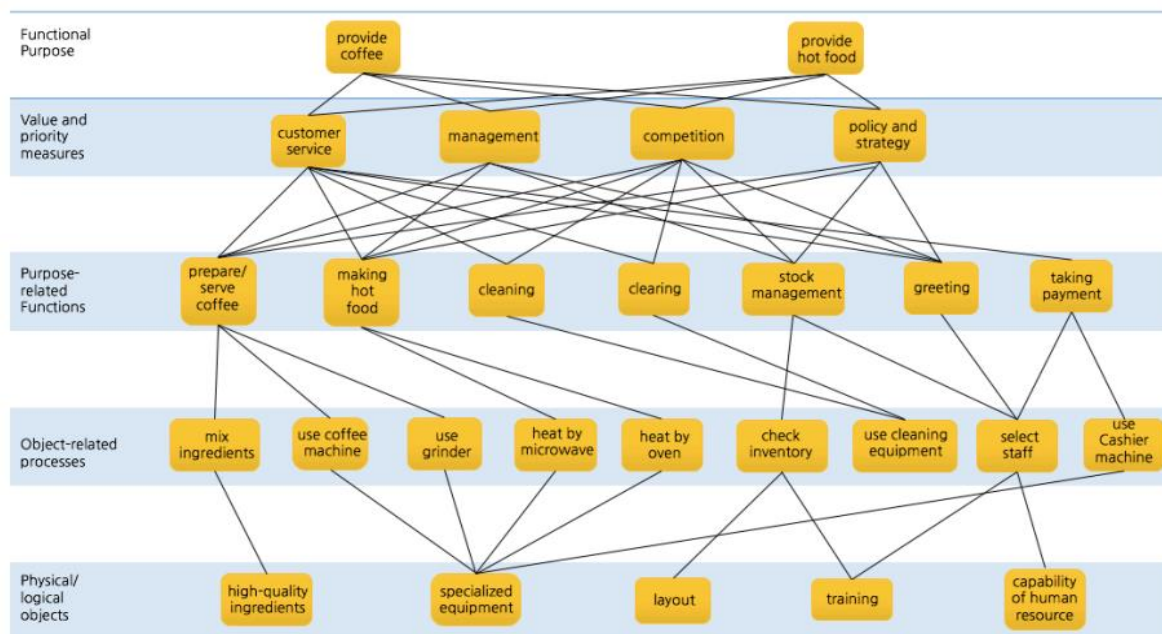 Functional
Purpose
provide
coffee
provide
hot food
Value and
priority
measures
customer
service
management
competition
policy and
strategy
Purpose-
related
Functions
prepare/
serve
coffee
making
hot
food
cleaning
clearing
stock
management
greeting
taking
payment
Object-related
processes
mix
ingredients
use coffee
machine
use
grinder
heat by
microwave
heat by
oven
check
inventory
use cleaning
equipment
select
staff
use
Cashier
machine
Physical/
logical
objects
high-quality
ingredients
specialized
equipment
layout
training
capability
of human
resource